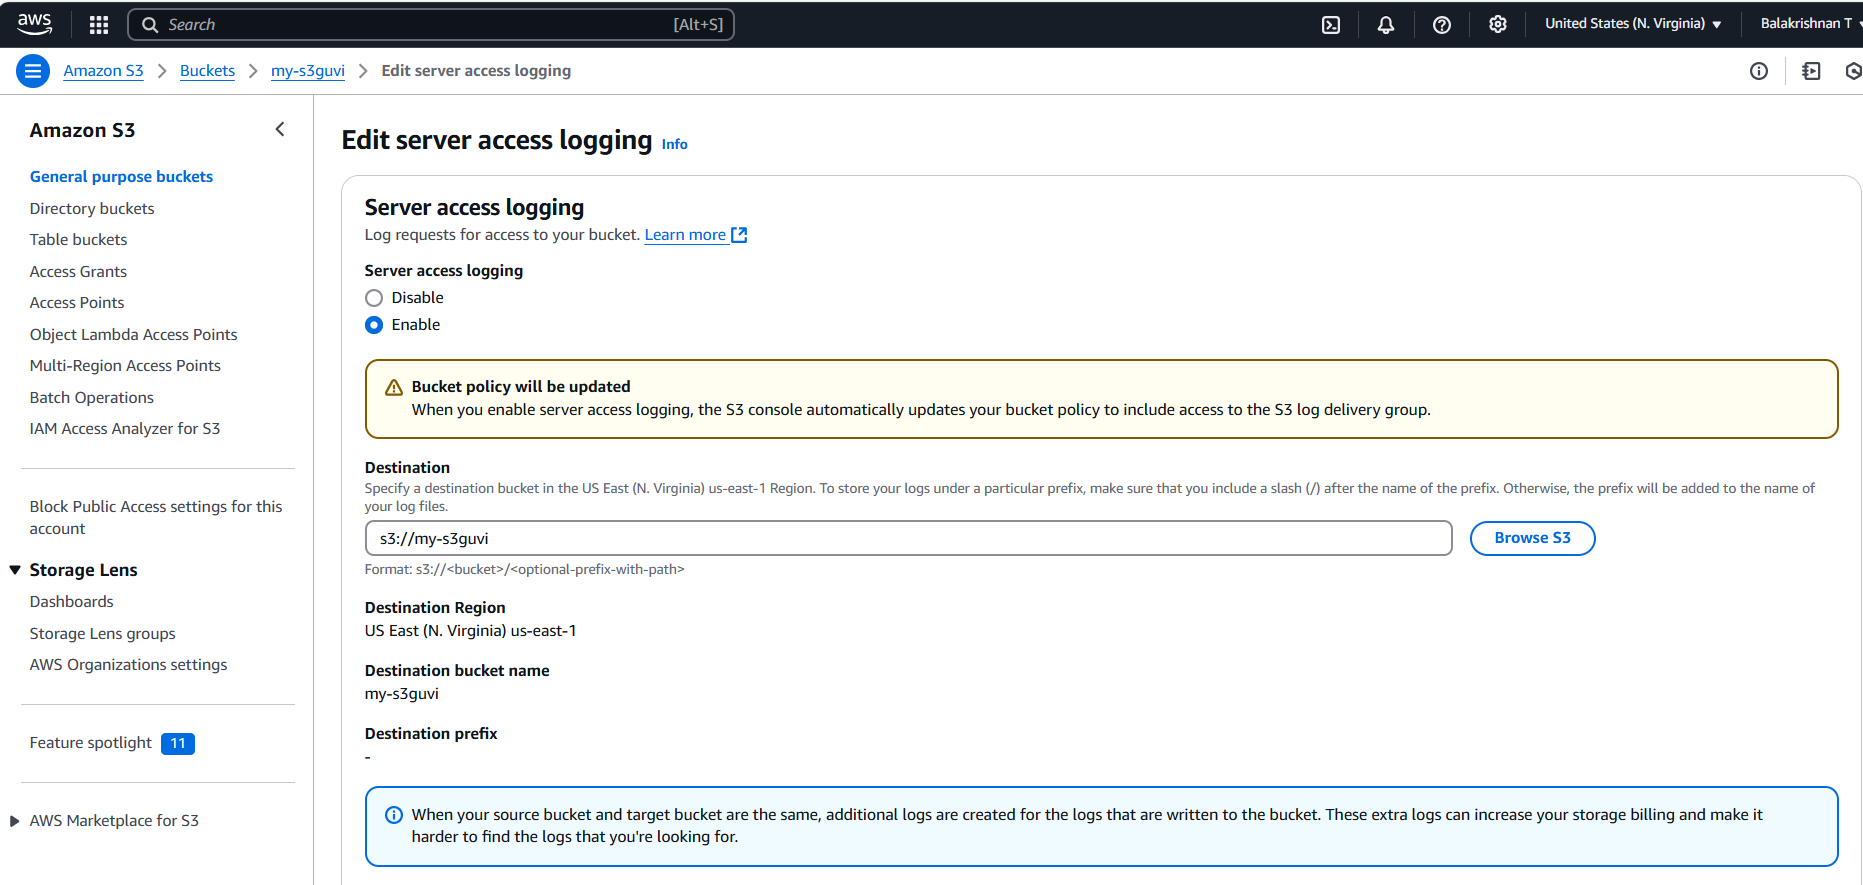 aws
Search [Alt+S]
United States (N. Virginia)
Balakrishnan T
Amazon S3 > Buckets > my-s3guvi > Edit server access logging
Amazon S3
General purpose buckets
Directory buckets
Table buckets
Access Grants
Access Points
Object Lambda Access Points
Multi-Region Access Points
Batch Operations
IAM Access Analyzer for S3
Block Public Access settings for this
account
Storage Lens
Dashboards
Storage Lens groups
AWS Organizations settings
Feature spotlight 11
AWS Marketplace for S3
Edit server access logging Info
Server access logging
Log requests for access to your bucket. Learn more
Server access logging
Disable
Enable
Bucket policy will be updated
When you enable server access logging, the S3 console automatically updates your bucket policy to include access to the S3 log delivery group.
Destination
Specify a destination bucket in the US East (N. Virginia) us-east-1 Region. To store your logs under a particular prefix, make sure that you include a slash (/) after the name of the prefix. Otherwise, the prefix will be added to the name of
your log files.
s3://my-s3guvi
Browse S3
Format: s3://<bucket>/<optional-prefix-with-path>
Destination Region
US East (N. Virginia) us-east-1
Destination bucket name
my-s3guvi
Destination prefix
-
When your source bucket and target bucket are the same, additional logs are created for the logs that are written to the bucket. These extra logs can increase your storage billing and make it
harder to find the logs that you're looking for.